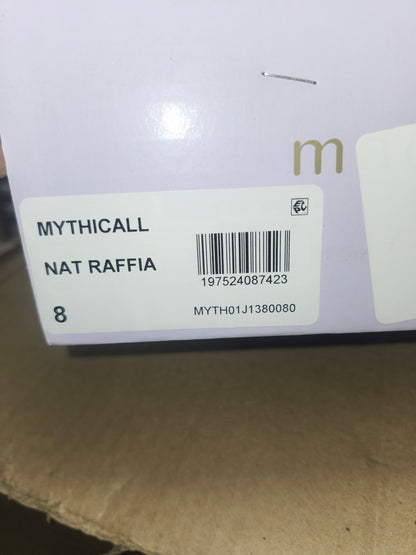 m
MYTHICALL
NAT RAFFIA
197524087423
8
MYTH01J1380080